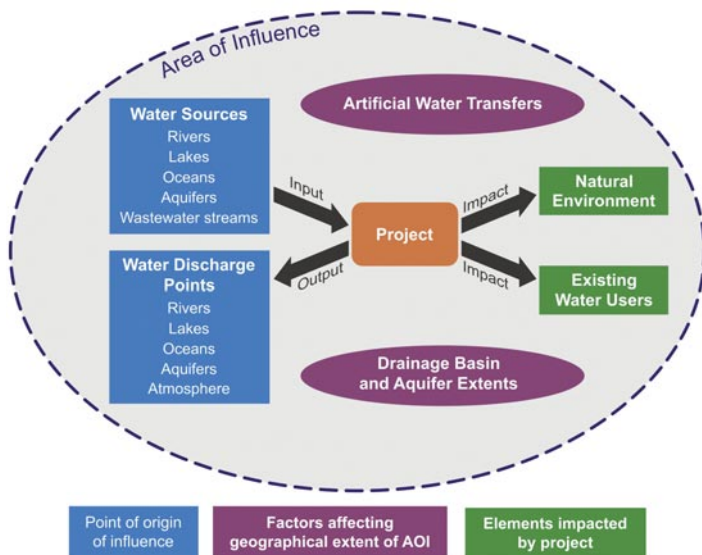 Area of Influence
Water Sources
Rivers
Lakes
Oceans
Aquifers
Wastewater streams
Artificial Water Transfers
Input
Project
Impact
Natural
Environment
Water Discharge
Points
Rivers
Lakes
Oceans
Aquifers
Atmosphere
Output
Impact
Existing
Water Users
Drainage Basin
and Aquifer Extents
Point of origin
of influence
Factors affecting
geographical extent of AOI
Elements impacted
by project